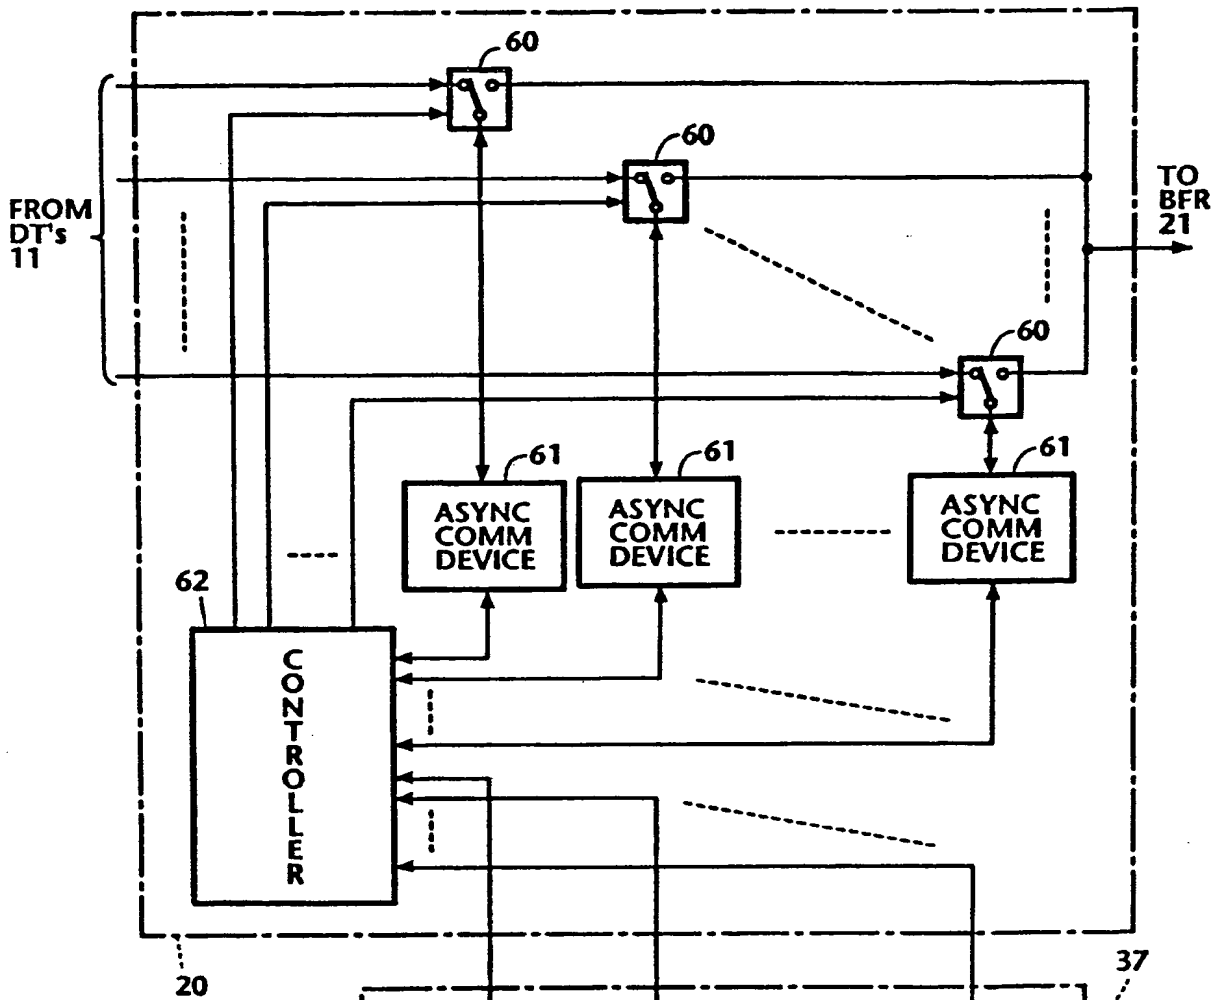 60
60
TO
BFR
21
FROM
DT's
11
60
61
61
61
ASYNC
COMM
DEVICE
ASYNC
COMM
DEVICE
ASYNC
COMM
DEVICE
62
CONTROLLER
20
37